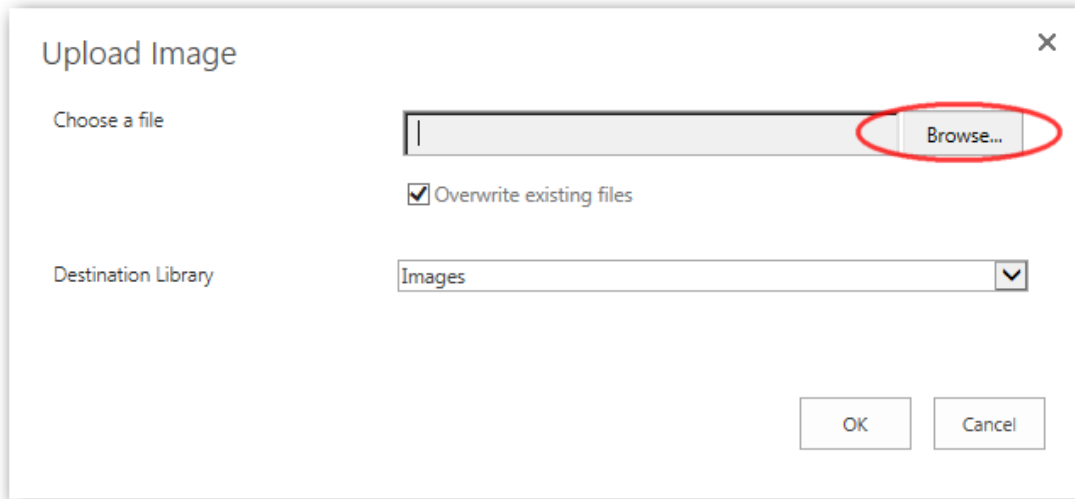 Upload Image
Choose a file
Browse...
Overwrite existing files
Destination Library
Images
OK
Cancel